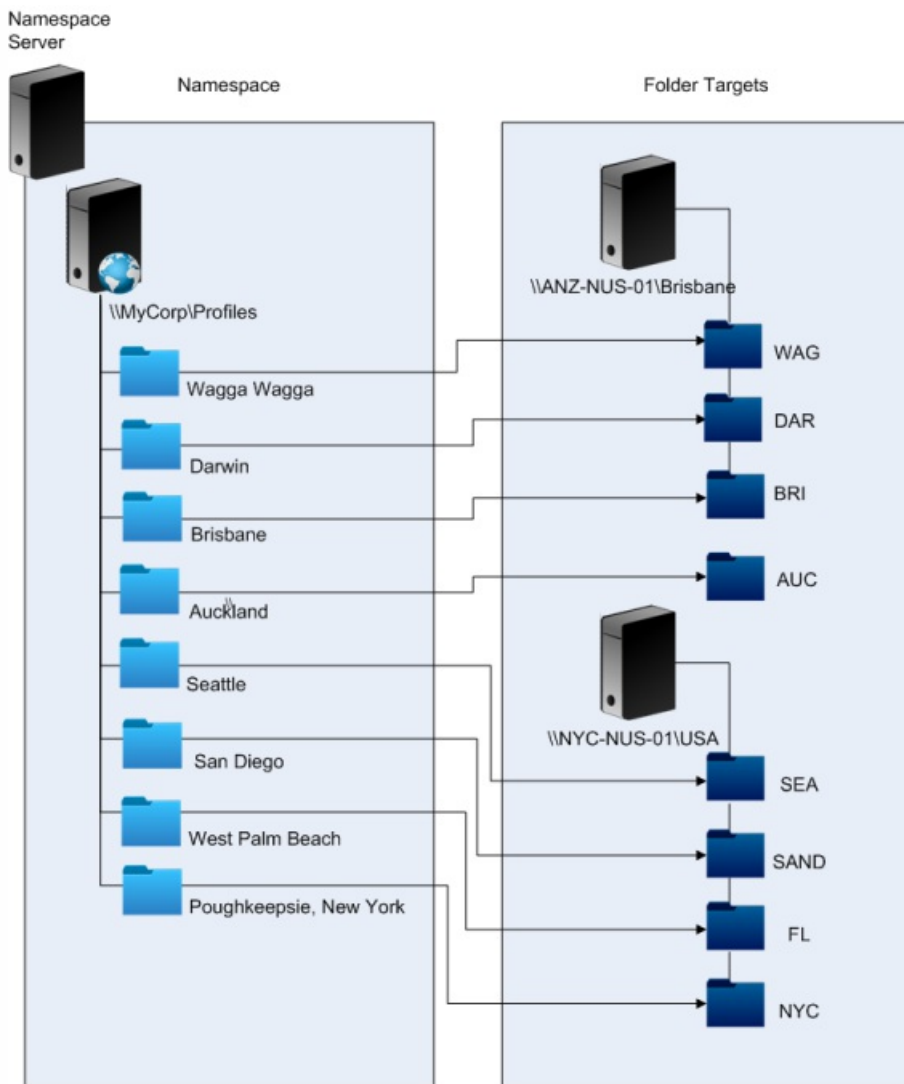 Namespace
Server
Namespace
Folder Targets
\\MyCorp\Profiles
Wagga Wagga
Darwin
Brisbane
Auckland
\\
Seattle
San Diego
West Palm Beach
Poughkeepsie, New York
\\ANZ-NUS-01\Brisbane
WAG
DAR
BRI
AUC
\\NYC-NUS-01\USA
SEA
SAND
FL
NYC